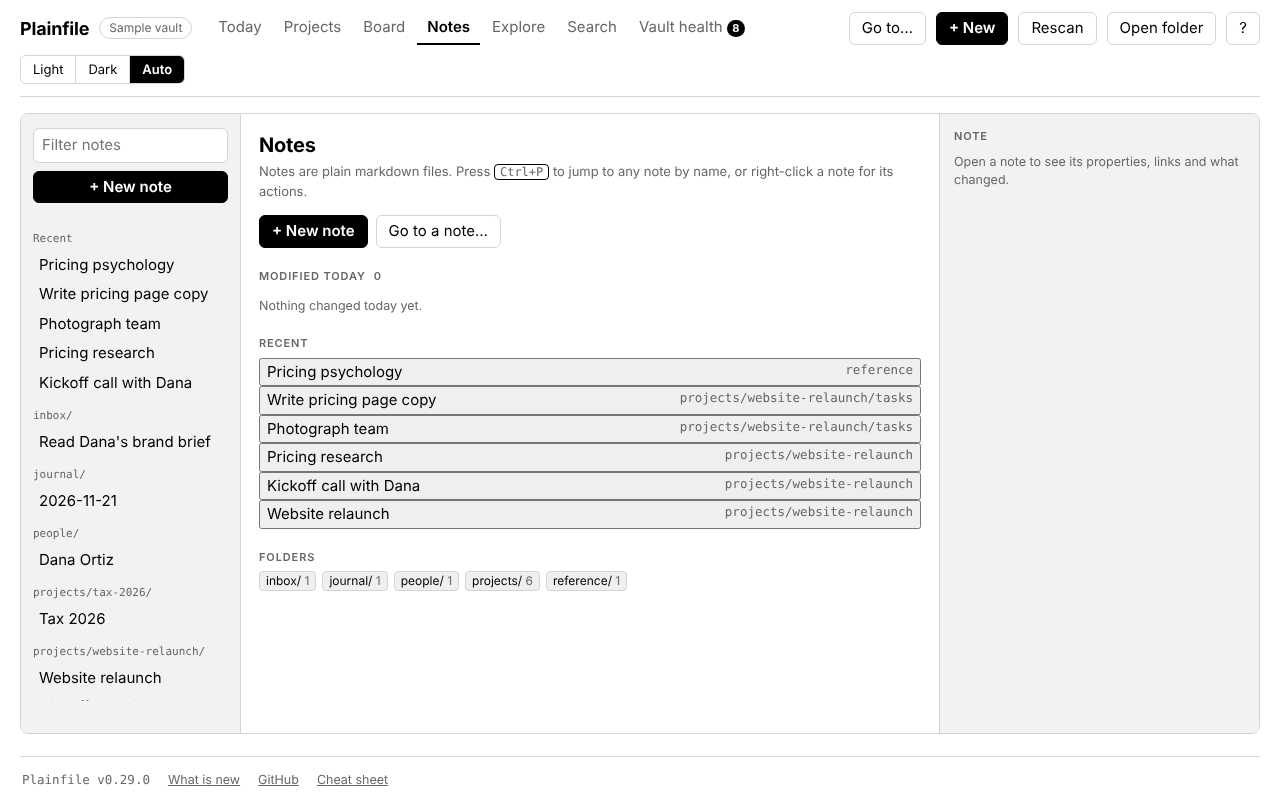 Plainfile Sample vault Today Projects Board Notes Explore Search Vault health 8 Go to... + New Rescan Open folder ?
Light Dark Auto
Filter notes
+ New note
Recent
Pricing psychology
Write pricing page copy
Photograph team
Pricing research
Kickoff call with Dana
inbox/
Read Dana's brand brief
journal/
2026-11-21
people/
Dana Ortiz
projects/tax-2026/
Tax 2026
projects/website-relaunch/
Website relaunch
Notes
Notes are plain markdown files. Press Ctrl+P to jump to any note by name, or right-click a note for its
actions.
+ New note Go to a note...
MODIFIED TODAY 0
Nothing changed today yet.
RECENT
Pricing psychology reference
Write pricing page copy projects/website-relaunch/tasks
Photograph team projects/website-relaunch/tasks
Pricing research projects/website-relaunch
Kickoff call with Dana projects/website-relaunch
Website relaunch projects/website-relaunch
FOLDERS
inbox/ 1 journal/ 1 people/ 1 projects/ 6 reference/ 1
NOTE
Open a note to see its properties, links and what
changed.
Plainfile v0.29.0 What is new GitHub Cheat sheet